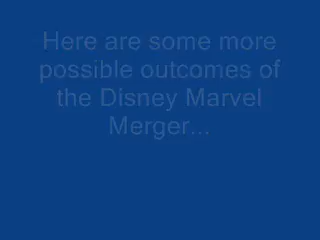 Here are some more
possible outcomes of
the Disney Marvel
Merger...